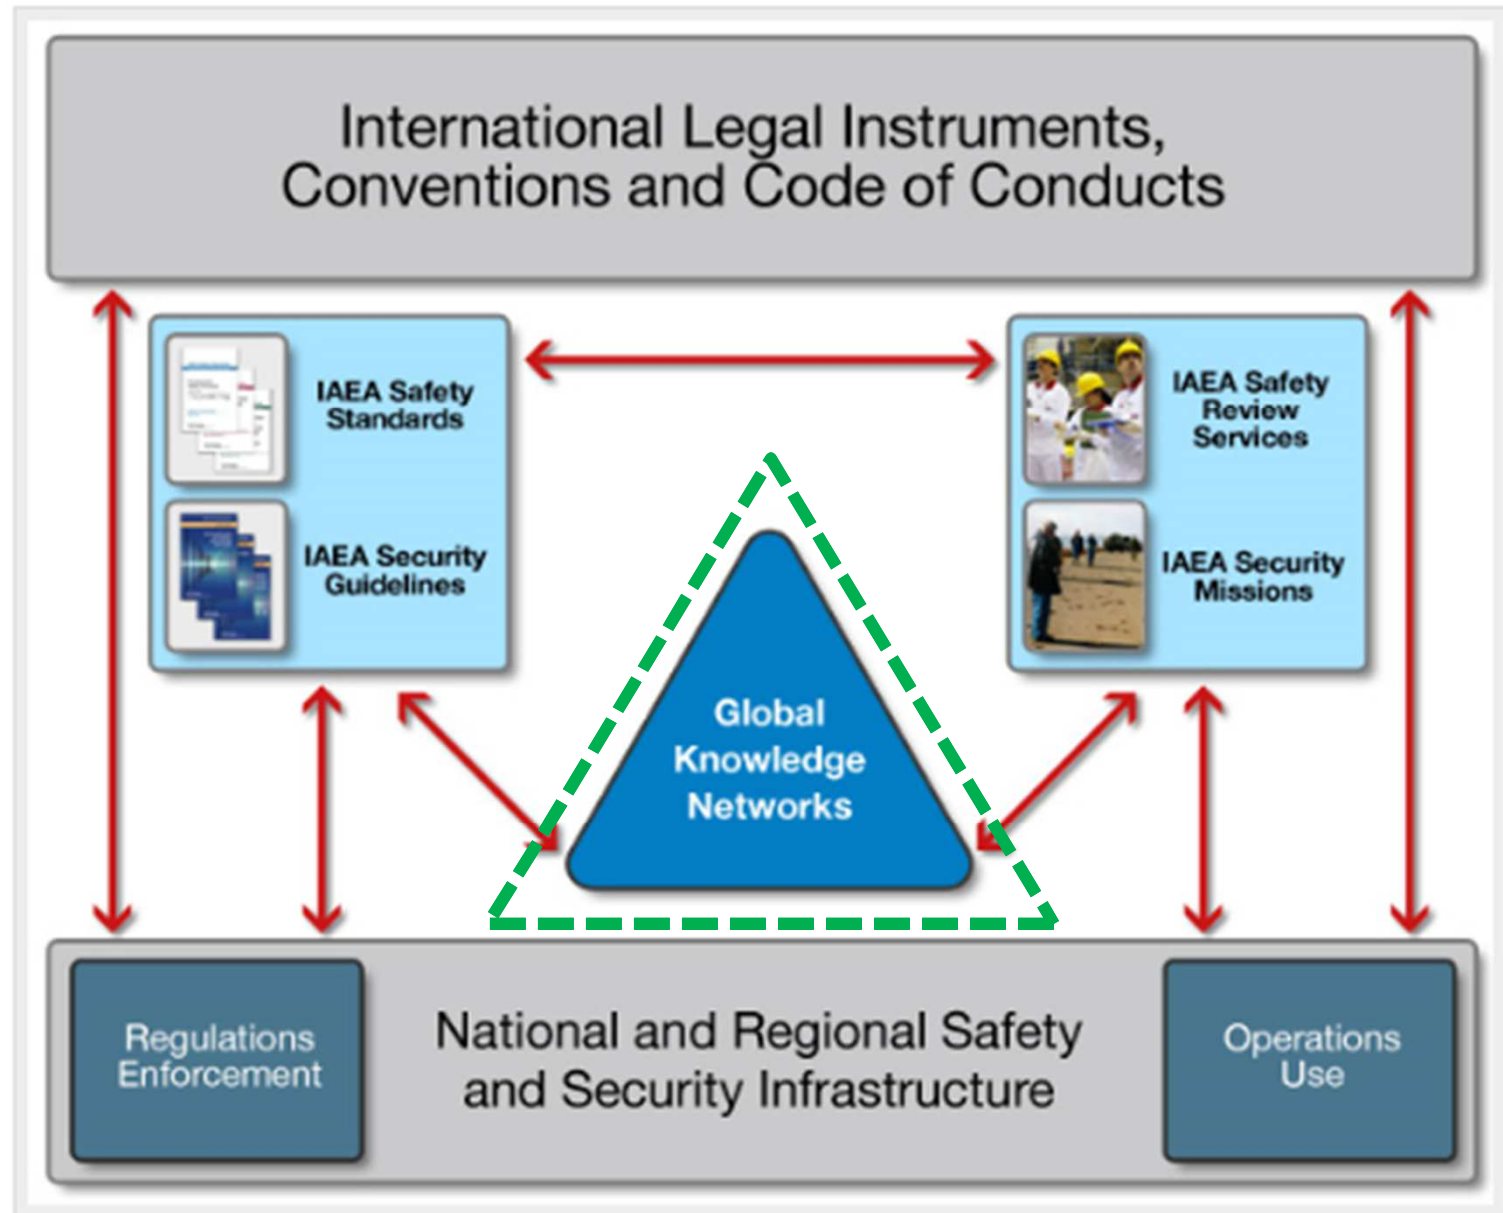 International Legal Instruments,
Conventions and Code of Conducts
IAEA Safety
Standards
IAEA Security
Guidelines
IAEA Safety
Review
Services
IAEA Security
Missions
Global
Knowledge
Networks
Regulations
Enforcement
National and Regional Safety
and Security Infrastructure
Operations
Use